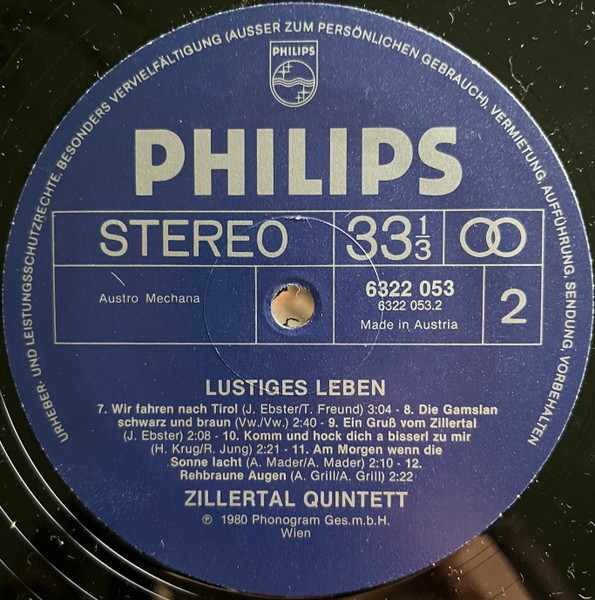 URHEBER- UND LEISTUNGSSCHUTZRECHTE, BESONDERS VERVIELFÄLTIGUNG (AUSSER ZUM PERSÖNLICHEN GEBRAUCH), VERMIETUNG, AUFFÜHRUNG, SENDUNG, VORBEHALTEN
PHILIPS
PHILIPS
STEREO 33 1/3
Austro Mechana
6322 053
6322 053.2
Made in Austria
2
LUSTIGES LEBEN
7. Wir fahren nach Tirol (J. Ebster/T. Freund) 3:04 - 8. Die Gamslan
schwarz und braun (Vw./Vw.) 2:40 - 9. Ein Gruß vom Zillertal
(J. Ebster) 2:08 - 10. Komm und hock dich a bisserl zu mir
(H. Krug/R. Jung) 2:21 - 11. Am Morgen wenn die
Sonne lacht (A. Mader/A. Mader) 2:10 - 12.
Rehbraune Augen (A. Grill/A. Grill) 2:22
ZILLERTAL QUINTETT
℗ 1980 Phonogram Ges.m.b.H.
Wien